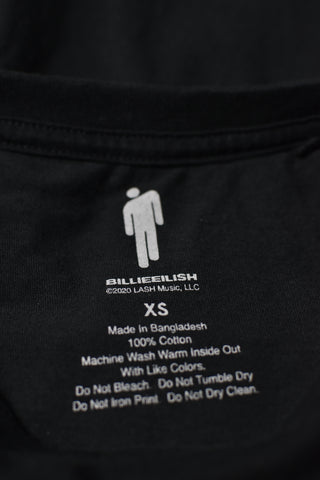 BILLIEEILISH
©2020 LASH Music, LLC
XS
Made In Bangladesh
100% Cotton
Machine Wash Warm Inside Out
With Like Colors.
Do Not Bleach. Do Not Tumble Dry
Do Not Iron Print. Do Not Dry Clean.